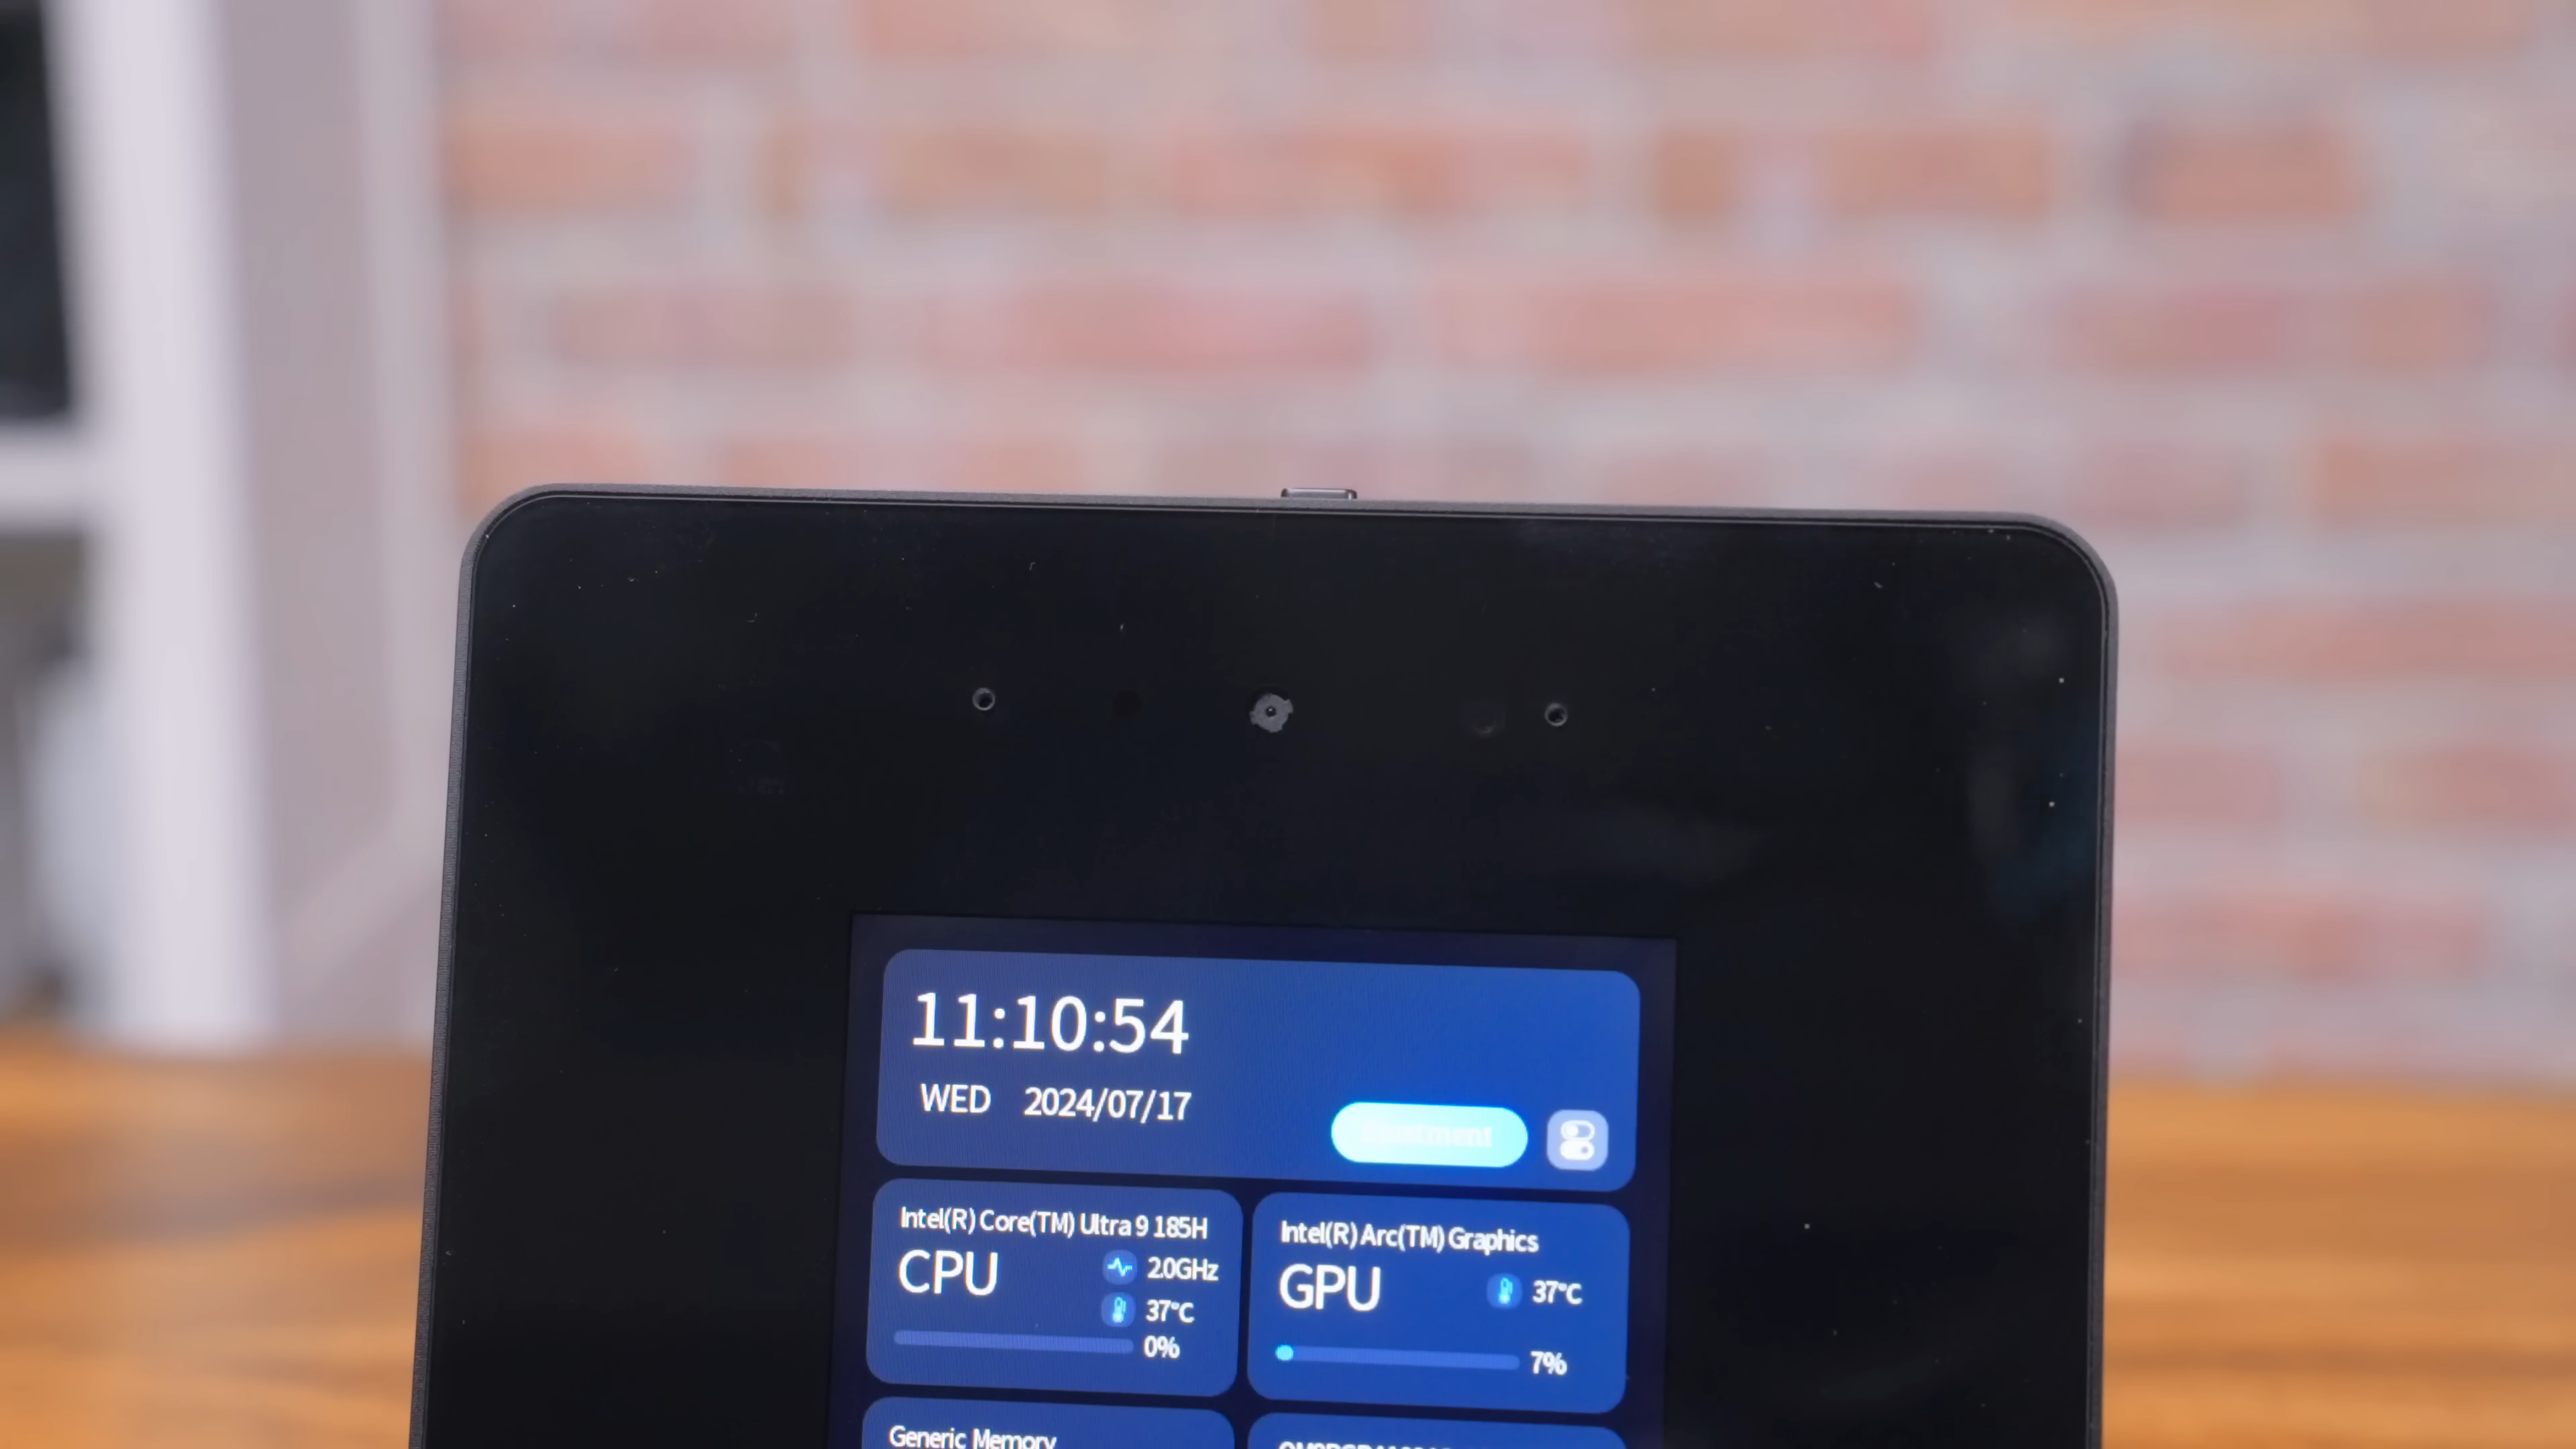 11:10:54
WED 2024/07/17
Intel(R) Core(TM) Ultra 9 185H
CPU
2.0GHz
37°C
0%
Intel(R) Arc(TM) Graphics
GPU
37°C
7%
Generic Memory